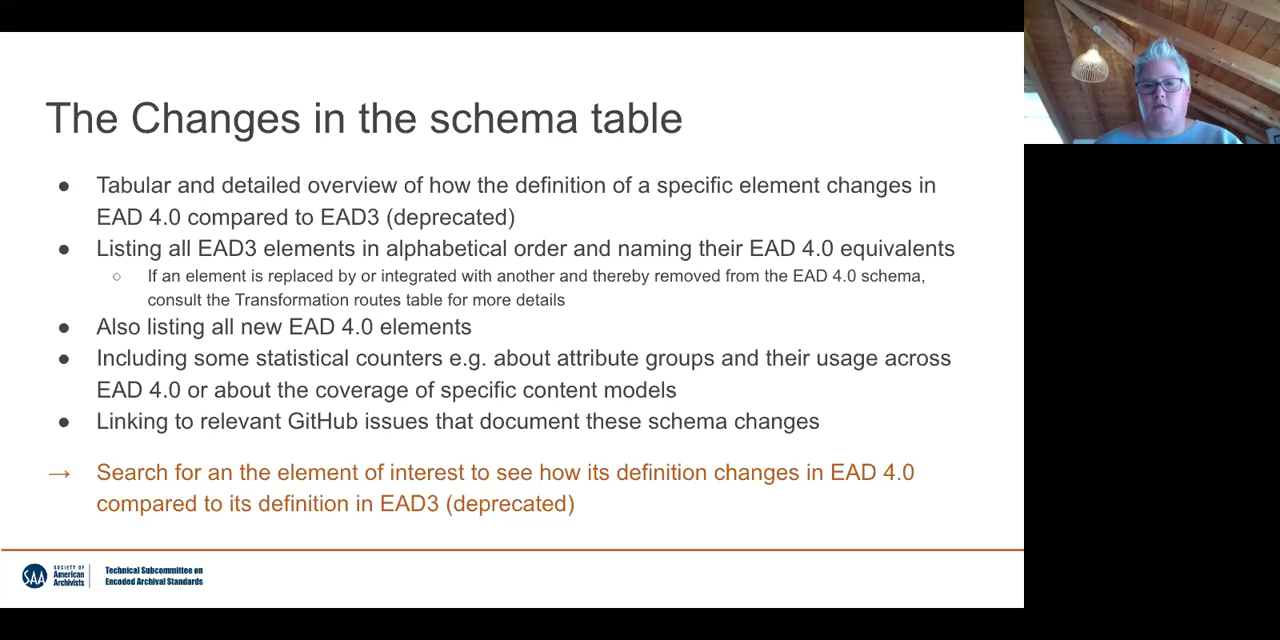 The Changes in the schema table
● Tabular and detailed overview of how the definition of a specific element changes in
EAD 4.0 compared to EAD3 (deprecated)
● Listing all EAD3 elements in alphabetical order and naming their EAD 4.0 equivalents
○ If an element is replaced by or integrated with another and thereby removed from the EAD 4.0 schema,
consult the Transformation routes table for more details
● Also listing all new EAD 4.0 elements
● Including some statistical counters e.g. about attribute groups and their usage across
EAD 4.0 or about the coverage of specific content models
● Linking to relevant GitHub issues that document these schema changes
→ Search for an the element of interest to see how its definition changes in EAD 4.0
compared to its definition in EAD3 (deprecated)
SAA
SOCIETY OF
American
Archivists
Technical Subcommittee on
Encoded Archival Standards